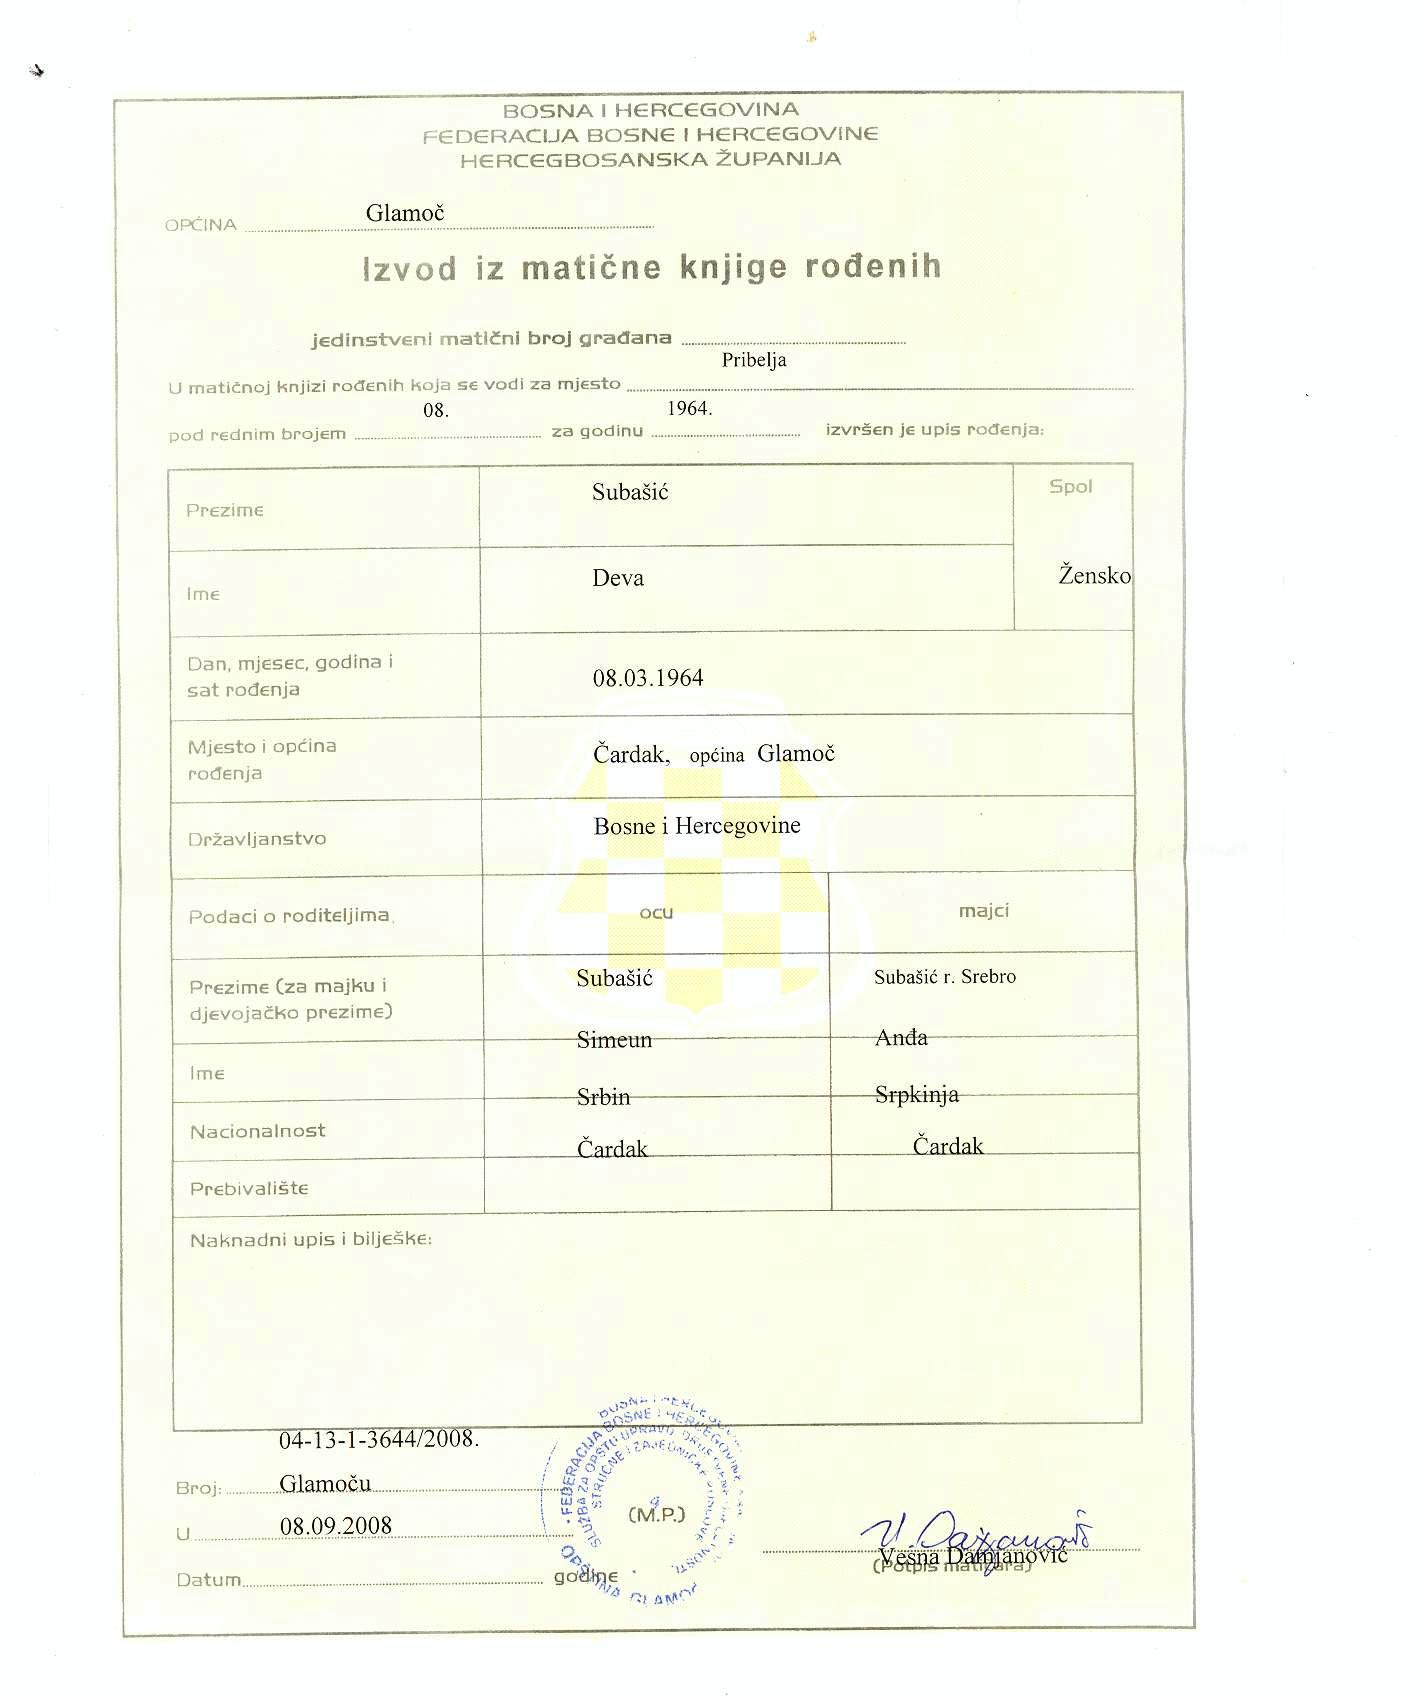 BOSNA I HERCEGOVINA
FEDERACIJA BOSNE I HERCEGOVINE
HERCEGBOSANSKA ŽUPANIJA
OPĆINA Glamoč
Izvod iz matične knjige rođenih
jedinstveni matični broj građana
Pribelja
U matičnoj knjizi rođenih koja se vodi za mjesto
08. 1964.
pod rednim brojem za godinu izvršen je upis rođenja:
Prezime Subašić Spol
Ime Deva Žensko
Dan, mjesec, godina i
sat rođenja 08.03.1964
Mjesto i općina
rođenja Čardak, općina Glamoč
Državljanstvo Bosne i Hercegovine
Podaci o roditeljima ocu majci
Prezime (za majku i
djevojačko prezime) Subašić Subašić r. Srebro
Simeun Anđa
Ime
Srbin Srpkinja
Nacionalnost
Čardak Čardak
Prebivalište
Naknadni upis i bilješke:
04-13-1-3644/2008.
Broj: Glamoču
U 08.09.2008
Datum godine
(M.P.)
Vesna Damjanović
(Potpis matičara)
FEDERACIJA BOSNE I HERCEGOVINE
SLUŽBA ZA OPŠTU UPRAVU
STRUČNE I ZAJEDNIČKE POSLOVE
OPĆINA GLAMOČ